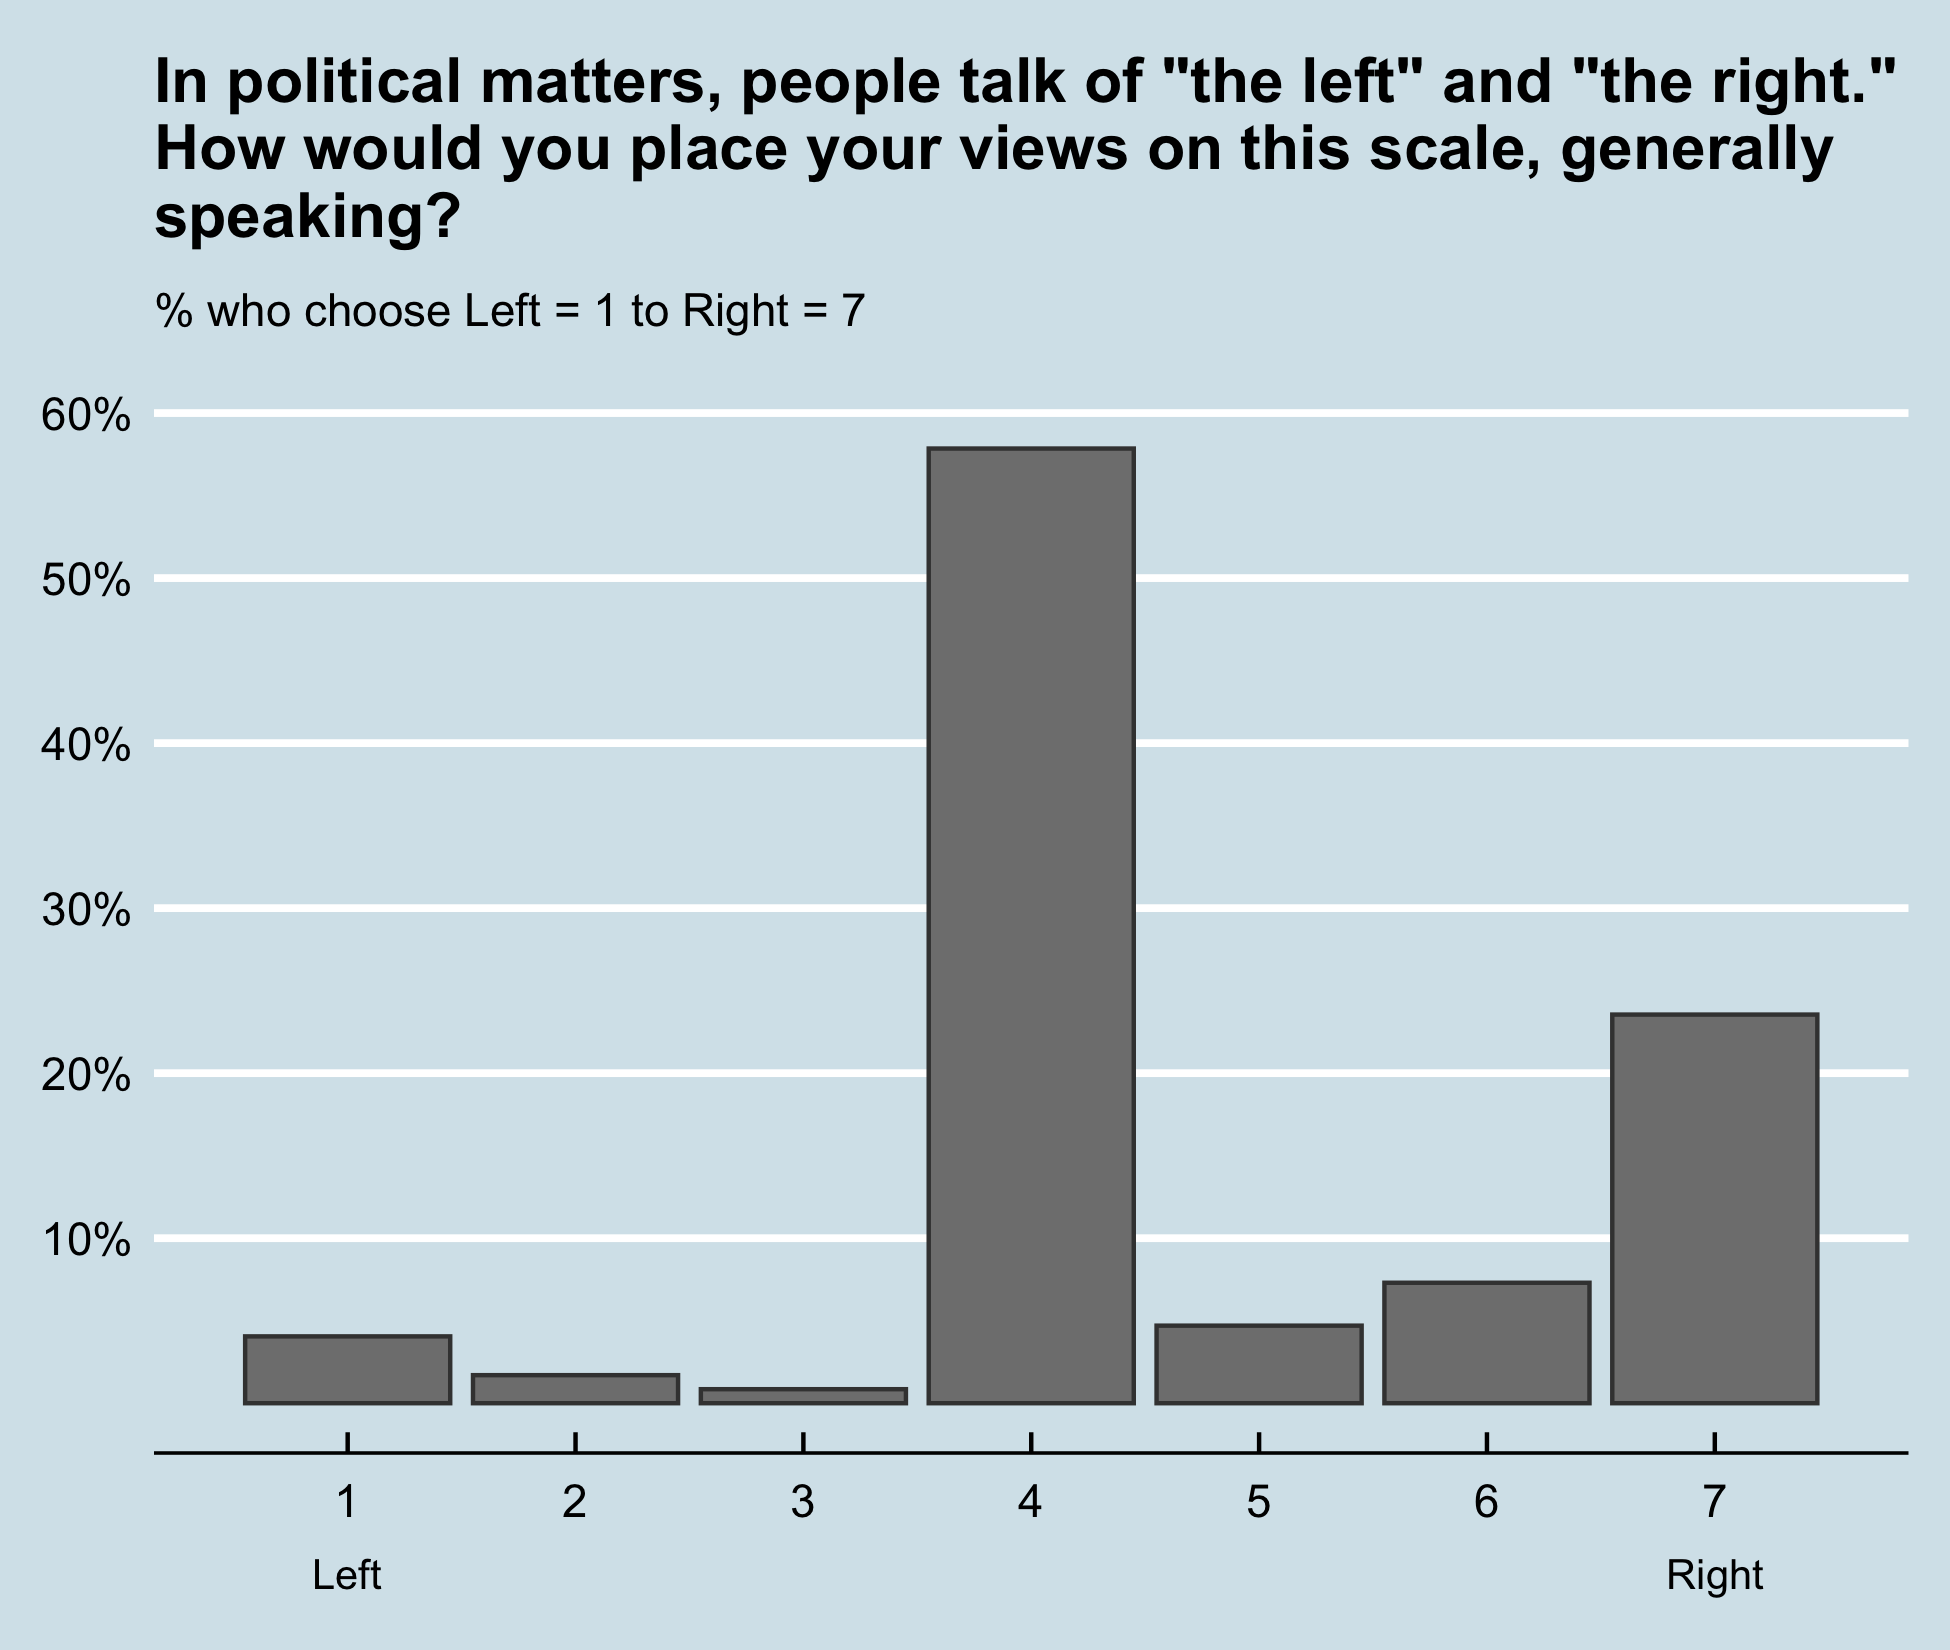 In political matters, people talk of "the left" and "the right."
How would you place your views on this scale, generally
speaking?
% who choose Left = 1 to Right = 7
60%
50%
40%
30%
20%
10%
1 2 3 4 5 6 7
Left Right